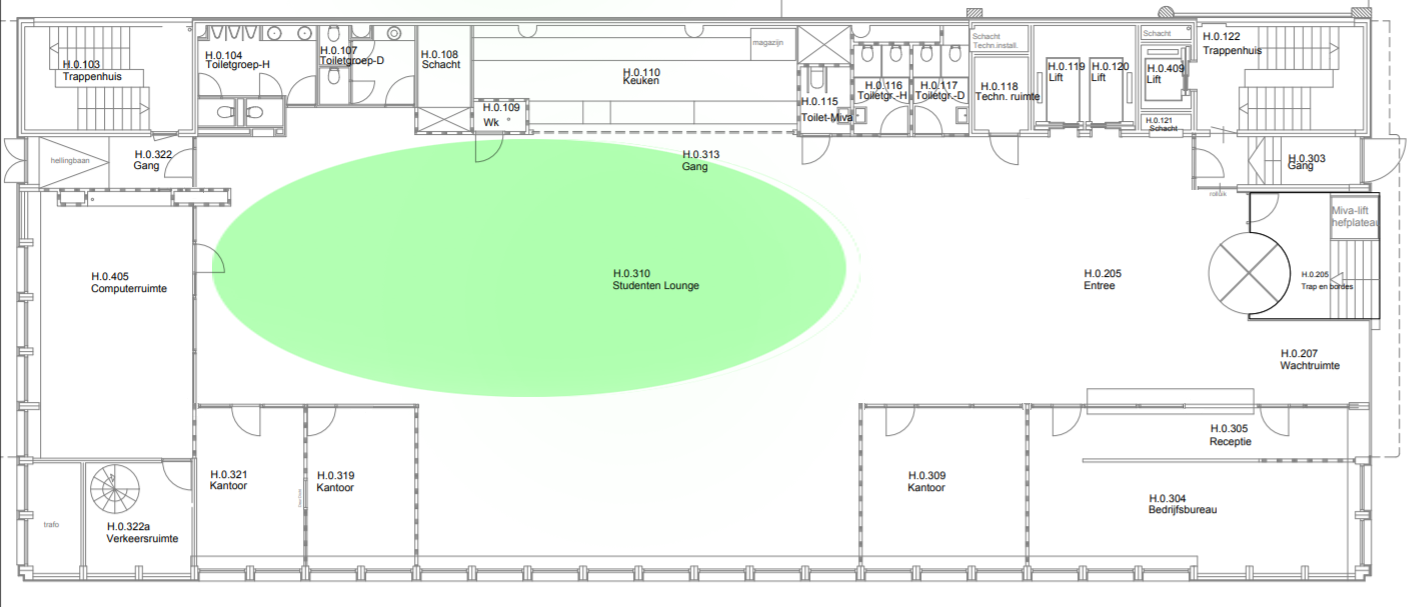 H.0.103
Trappenhuis
H.0.104
Toiletgroep-H
H.0.107
Toiletgroep-D
H.0.108
Schacht
H.0.110
Keuken
magazijn
H.0.109
Wk
H.0.115
Toilet-Miva
H.0.116
Toiletgr.-H
H.0.117
Toiletgr.-D
Schacht
Techn.install.
H.0.118
Techn. ruimte
H.0.119
Lift
H.0.120
Lift
Schacht
H.0.409
Lift
H.0.121
Schacht
H.0.122
Trappenhuis
hellingbaan
H.0.322
Gang
H.0.313
Gang
H.0.303
Gang
Miva-lift
hefplateau
H.0.405
Computerruimte
H.0.310
Studenten Lounge
H.0.205
Entree
H.0.205
Trap en bordes
H.0.207
Wachtruimte
H.0.305
Receptie
H.0.321
Kantoor
H.0.319
Kantoor
H.0.309
Kantoor
H.0.304
Bedrijfsbureau
trafo
H.0.322a
Verkeersruimte